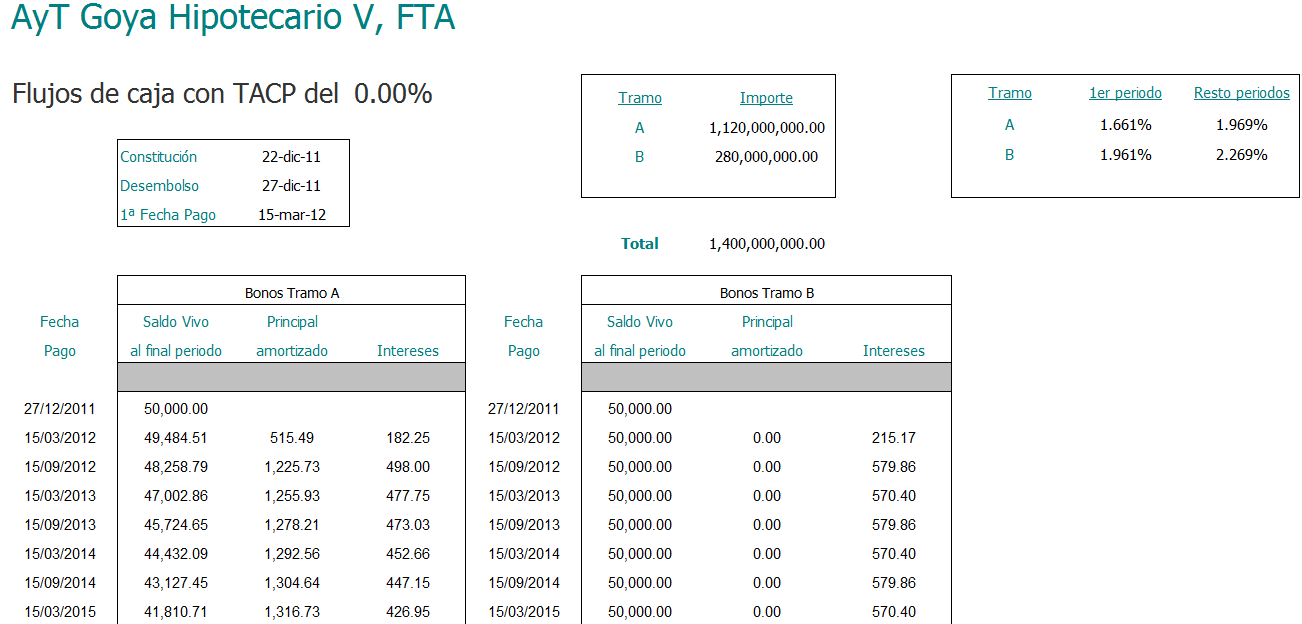 AyT Goya Hipotecario V, FTA
Flujos de caja con TACP del 0.00%
Constitución 22-dic-11
Desembolso 27-dic-11
1ª Fecha Pago 15-mar-12
Tramo Importe
A 1,120,000,000.00
B 280,000,000.00
Total 1,400,000,000.00
Tramo 1er periodo Resto periodos
A 1.661% 1.969%
B 1.961% 2.269%
Bonos Tramo A Bonos Tramo B
Fecha Saldo Vivo Principal Fecha Saldo Vivo Principal
Pago al final periodo amortizado Intereses Pago al final periodo amortizado Intereses
27/12/2011 50,000.00 27/12/2011 50,000.00
15/03/2012 49,484.51 515.49 182.25 15/03/2012 50,000.00 0.00 215.17
15/09/2012 48,258.79 1,225.73 498.00 15/09/2012 50,000.00 0.00 579.86
15/03/2013 47,002.86 1,255.93 477.75 15/03/2013 50,000.00 0.00 570.40
15/09/2013 45,724.65 1,278.21 473.03 15/09/2013 50,000.00 0.00 579.86
15/03/2014 44,432.09 1,292.56 452.66 15/03/2014 50,000.00 0.00 570.40
15/09/2014 43,127.45 1,304.64 447.15 15/09/2014 50,000.00 0.00 579.86
15/03/2015 41,810.71 1,316.73 426.95 15/03/2015 50,000.00 0.00 570.40